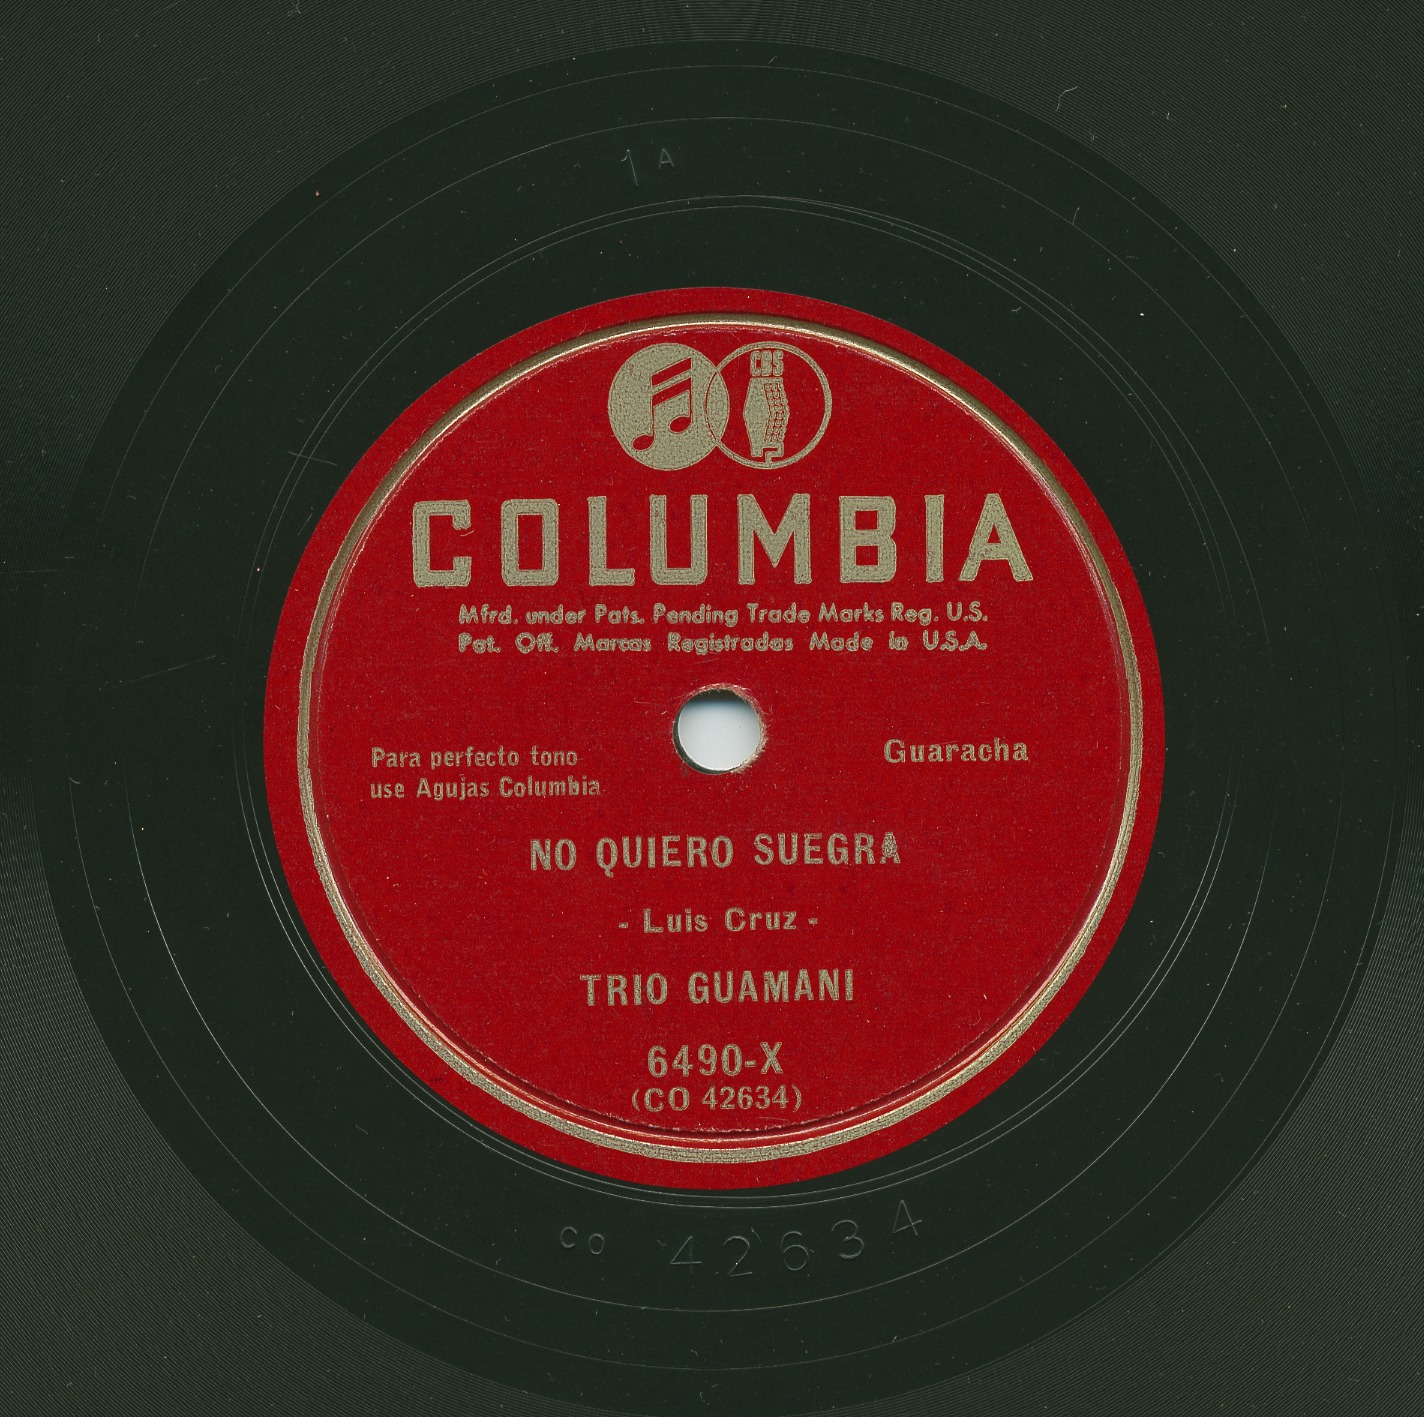 1 A
CBS
COLUMBIA
Mfrd. under Pats. Pending Trade Marks Reg. U.S.
Pat. Off. Marcas Registradas Made in U.S.A.
Para perfecto tono
use Agujas Columbia
Guaracha
NO QUIERO SUEGRA
- Luis Cruz -
TRIO GUAMANI
6490-X
(CO 42634)
CO 42634